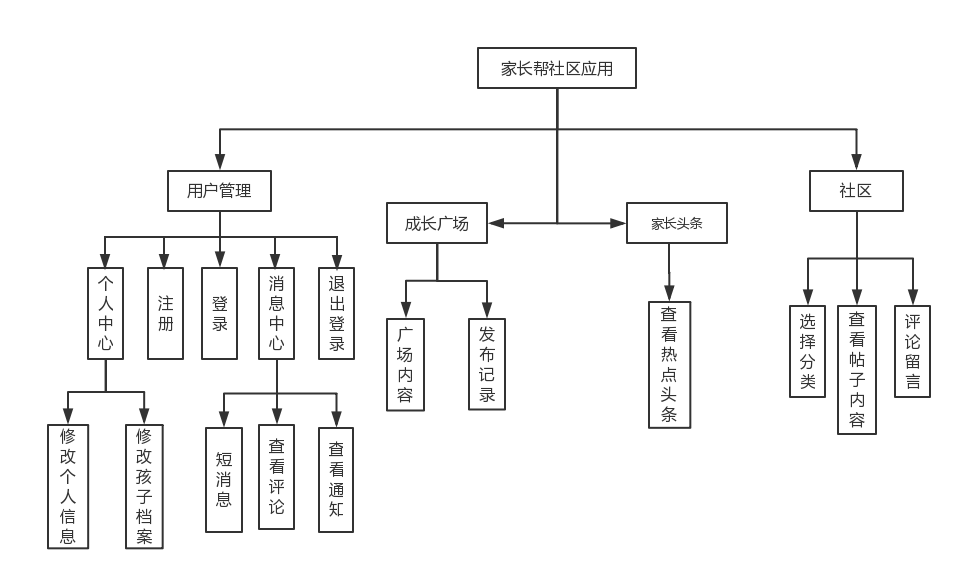 家长帮社区应用
用户管理
社区
成长广场
家长头条
个人中心
注册
登录
消息中心
退出登录
查看热点头条
选择分类
查看帖子内容
评论留言
广场内容
发布记录
修改个人信息
修改孩子档案
短消息
查看评论
查看通知